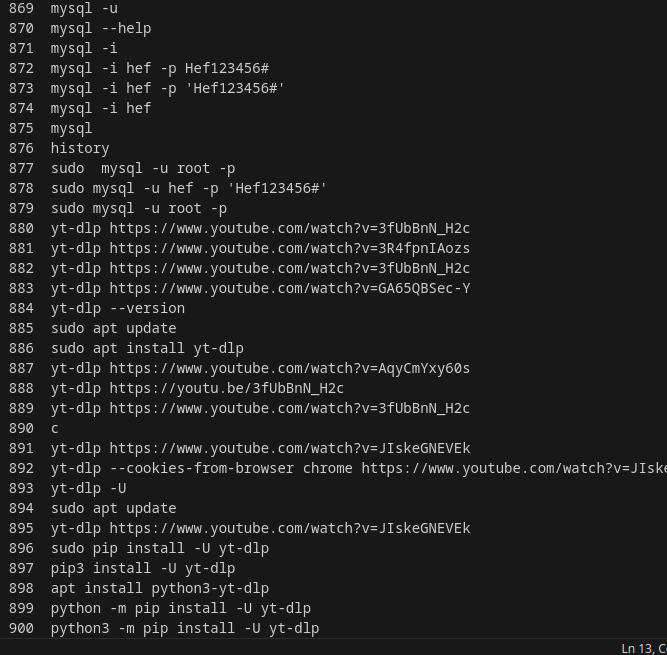 869 mysql -u
870 mysql --help
871 mysql -i
872 mysql -i hef -p Hef123456#
873 mysql -i hef -p 'Hef123456#'
874 mysql -i hef
875 mysql
876 history
877 sudo  mysql -u root -p
878 sudo mysql -u hef -p 'Hef123456#'
879 sudo mysql -u root -p
880 yt-dlp https://www.youtube.com/watch?v=3fUbBnN_H2c
881 yt-dlp https://www.youtube.com/watch?v=3R4fpnIAozs
882 yt-dlp https://www.youtube.com/watch?v=3fUbBnN_H2c
883 yt-dlp https://www.youtube.com/watch?v=GA65QBSec-Y
884 yt-dlp --version
885 sudo apt update
886 sudo apt install yt-dlp
887 yt-dlp https://www.youtube.com/watch?v=AqyCmYxy60s
888 yt-dlp https://youtu.be/3fUbBnN_H2c
889 yt-dlp https://www.youtube.com/watch?v=3fUbBnN_H2c
890 c
891 yt-dlp https://www.youtube.com/watch?v=JIskeGNEVEk
892 yt-dlp --cookies-from-browser chrome https://www.youtube.com/watch?v=JIske
893 yt-dlp -U
894 sudo apt update
895 yt-dlp https://www.youtube.com/watch?v=JIskeGNEVEk
896 sudo pip install -U yt-dlp
897 pip3 install -U yt-dlp
898 apt install python3-yt-dlp
899 python -m pip install -U yt-dlp
900 python3 -m pip install -U yt-dlp
Ln 13, C